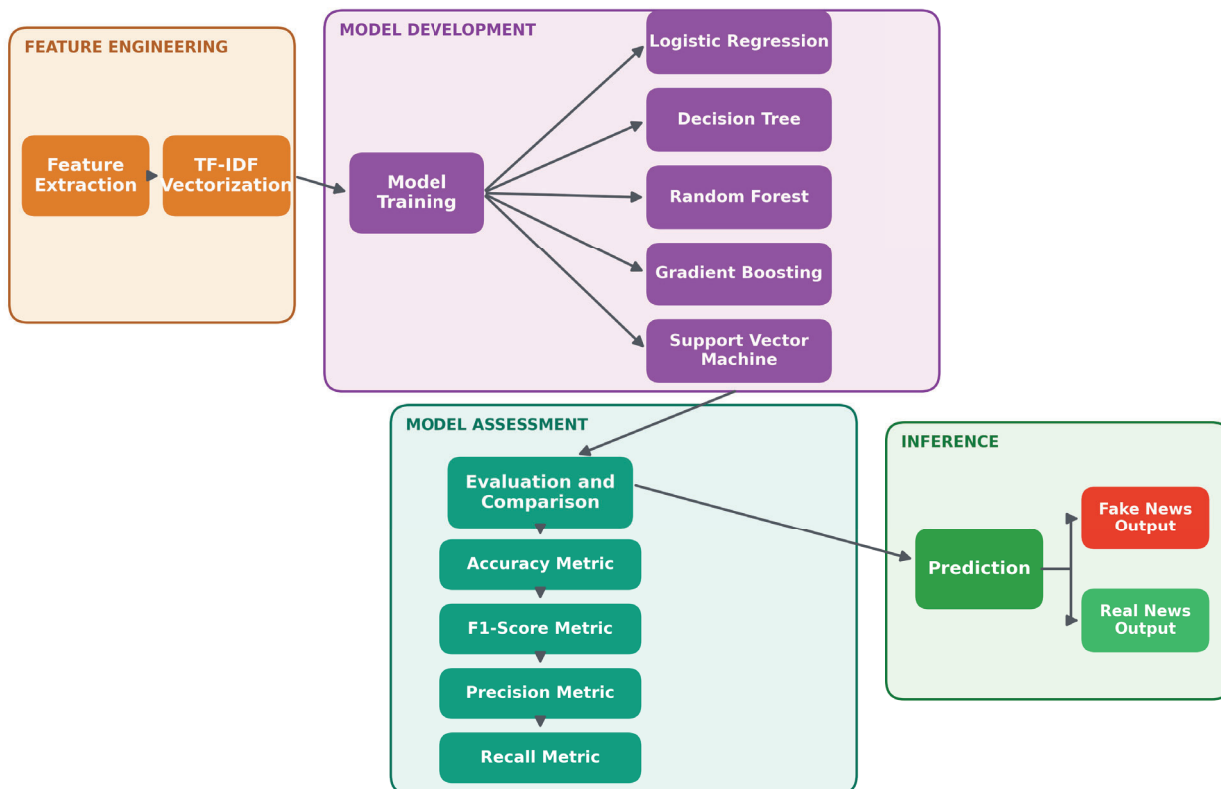 FEATURE ENGINEERING
Feature
Extraction
TF-IDF
Vectorization
MODEL DEVELOPMENT
Model
Training
Logistic Regression
Decision Tree
Random Forest
Gradient Boosting
Support Vector
Machine
MODEL ASSESSMENT
Evaluation and
Comparison
Accuracy Metric
F1-Score Metric
Precision Metric
Recall Metric
INFERENCE
Prediction
Fake News
Output
Real News
Output